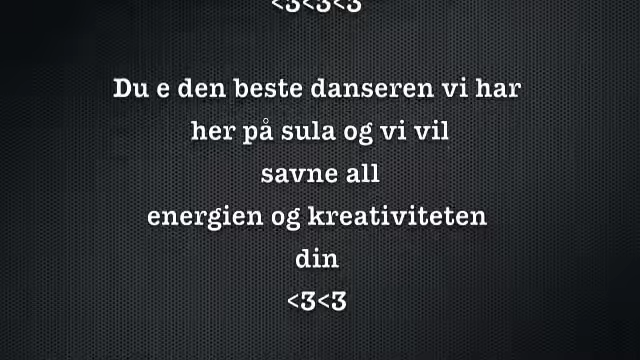 <3<3<3
Du e den beste danseren vi har
her på sula og vi vil
savne all
energien og kreativiteten
din
<3<3